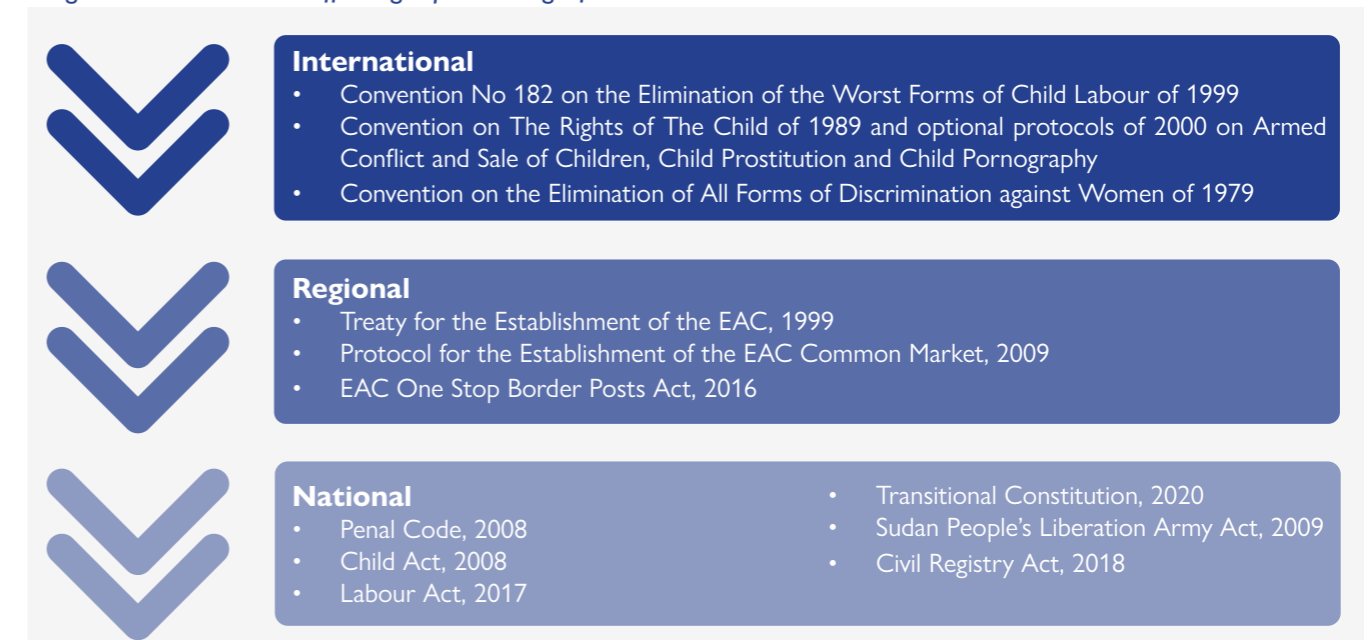 International
• Convention No 182 on the Elimination of the Worst Forms of Child Labour of 1999
• Convention on The Rights of The Child of 1989 and optional protocols of 2000 on Armed
Conflict and Sale of Children, Child Prostitution and Child Pornography
• Convention on the Elimination of All Forms of Discrimination against Women of 1979
Regional
• Treaty for the Establishment of the EAC, 1999
• Protocol for the Establishment of the EAC Common Market, 2009
• EAC One Stop Border Posts Act, 2016
National
• Penal Code, 2008
• Child Act, 2008
• Labour Act, 2017
• Transitional Constitution, 2020
• Sudan People's Liberation Army Act, 2009
• Civil Registry Act, 2018